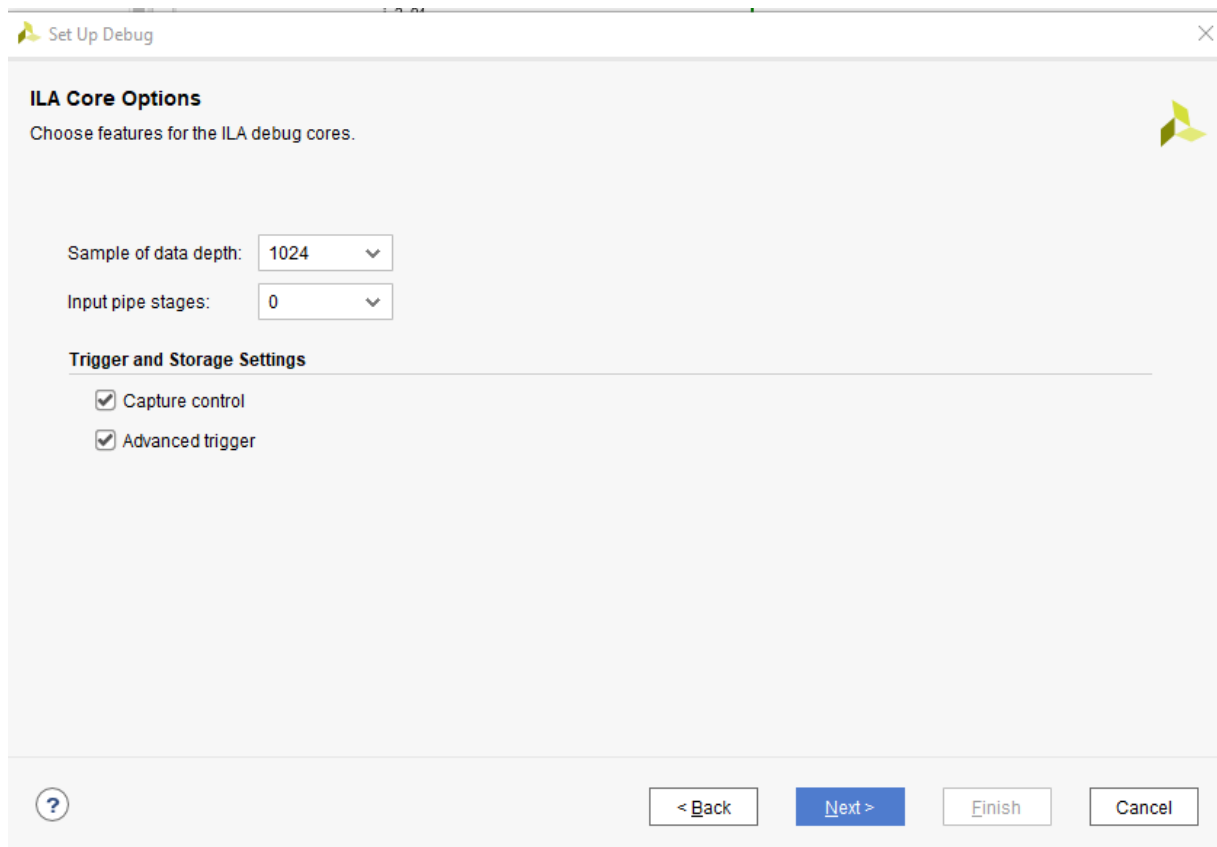 Set Up Debug
ILA Core Options
Choose features for the ILA debug cores.
Sample of data depth: 1024
Input pipe stages: 0
Trigger and Storage Settings
Capture control
Advanced trigger
?
< Back Next > Finish Cancel